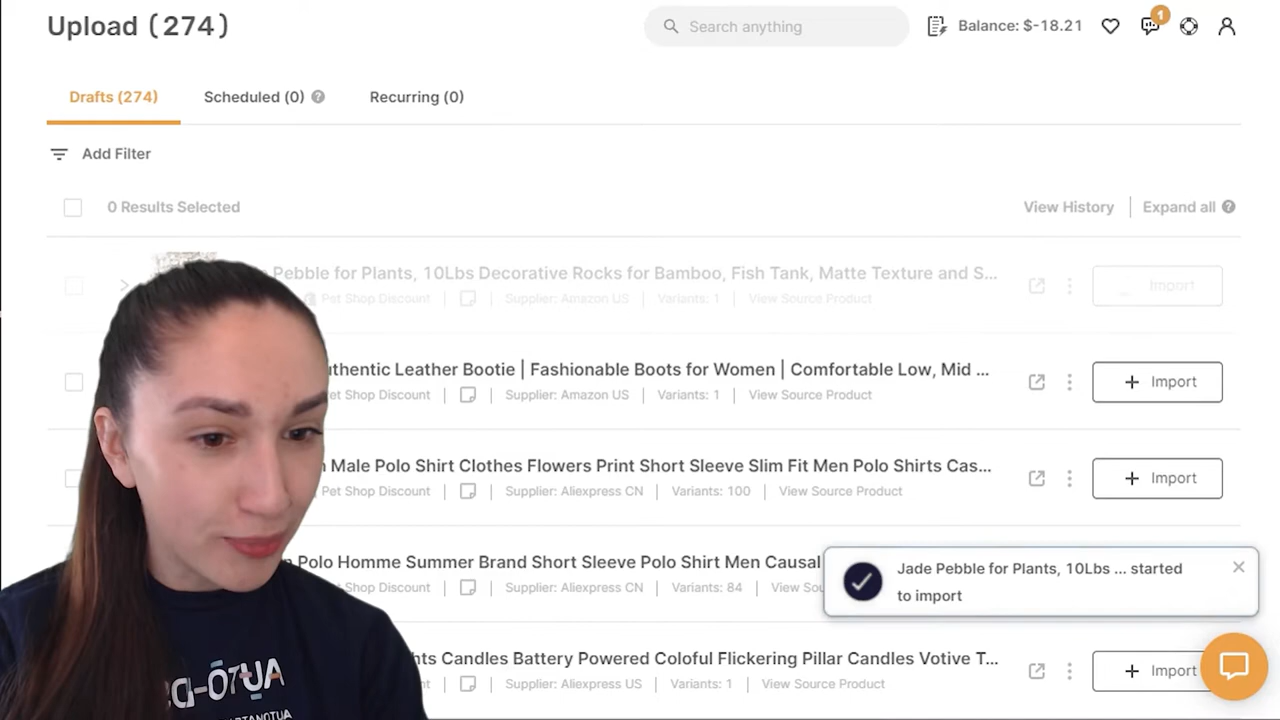 Upload (274)
Search anything
Balance: $-18.21
1
Drafts (274)
Scheduled (0) ?
Recurring (0)
Add Filter
0 Results Selected
View History
Expand all ?
Pebble for Plants, 10Lbs Decorative Rocks for Bamboo, Fish Tank, Matte Texture and S...
Pet Shop Discount
Supplier: Amazon US
Variants: 1
View Source Product
Import
Leather Bootie | Fashionable Boots for Women | Comfortable Low, Mid ...
Shop Discount
Supplier: Amazon US
Variants: 1
View Source Product
+ Import
Male Polo Shirt Clothes Flowers Print Short Sleeve Slim Fit Men Polo Shirts Cas...
Pet Shop Discount
Supplier: Aliexpress CN
Variants: 100
View Source Product
+ Import
Polo Homme Summer Brand Short Sleeve Polo Shirt Men Causal
Shop Discount
Supplier: Aliexpress CN
Variants: 84
Jade Pebble for Plants, 10Lbs ... started
to import
Candles Battery Powered Coloful Flickering Pillar Candles Votive T...
Shop Discount
Supplier: Aliexpress US
Variants: 1
View Source Product
+ Import